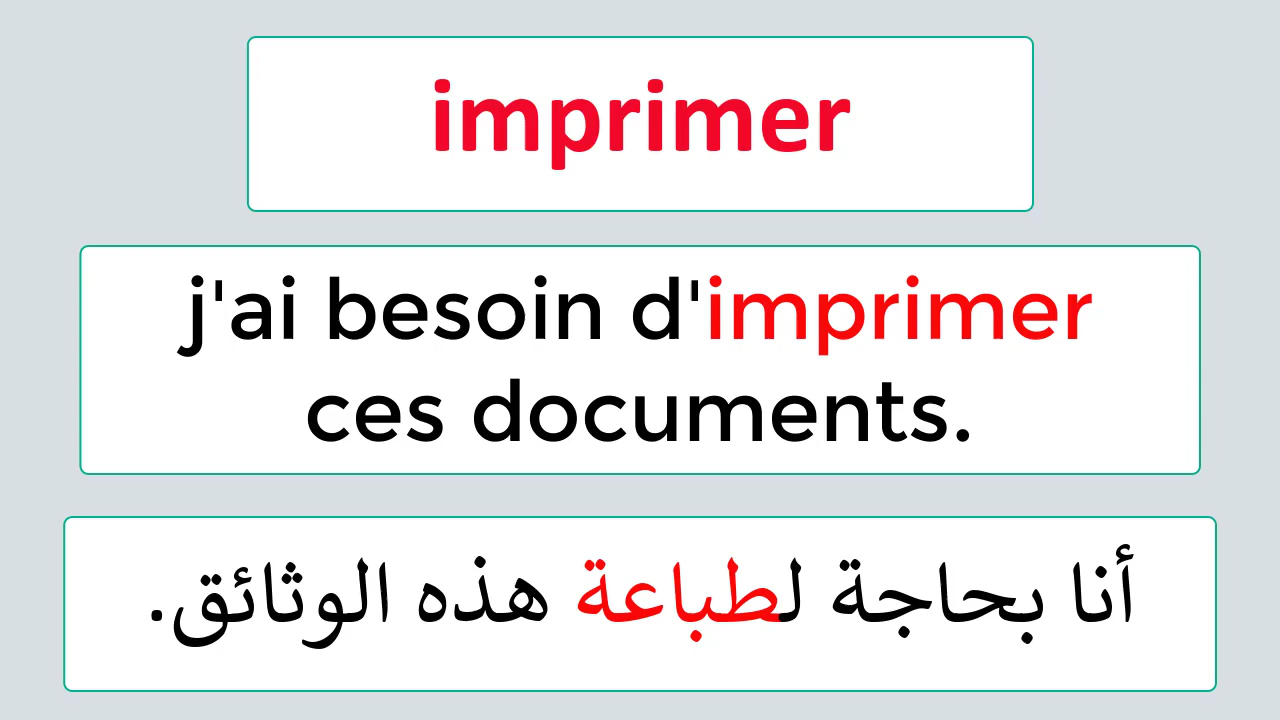 imprimer
j'ai besoin d'imprimer
ces documents.
أنا بحاجة لطباعة هذه الوثائق.